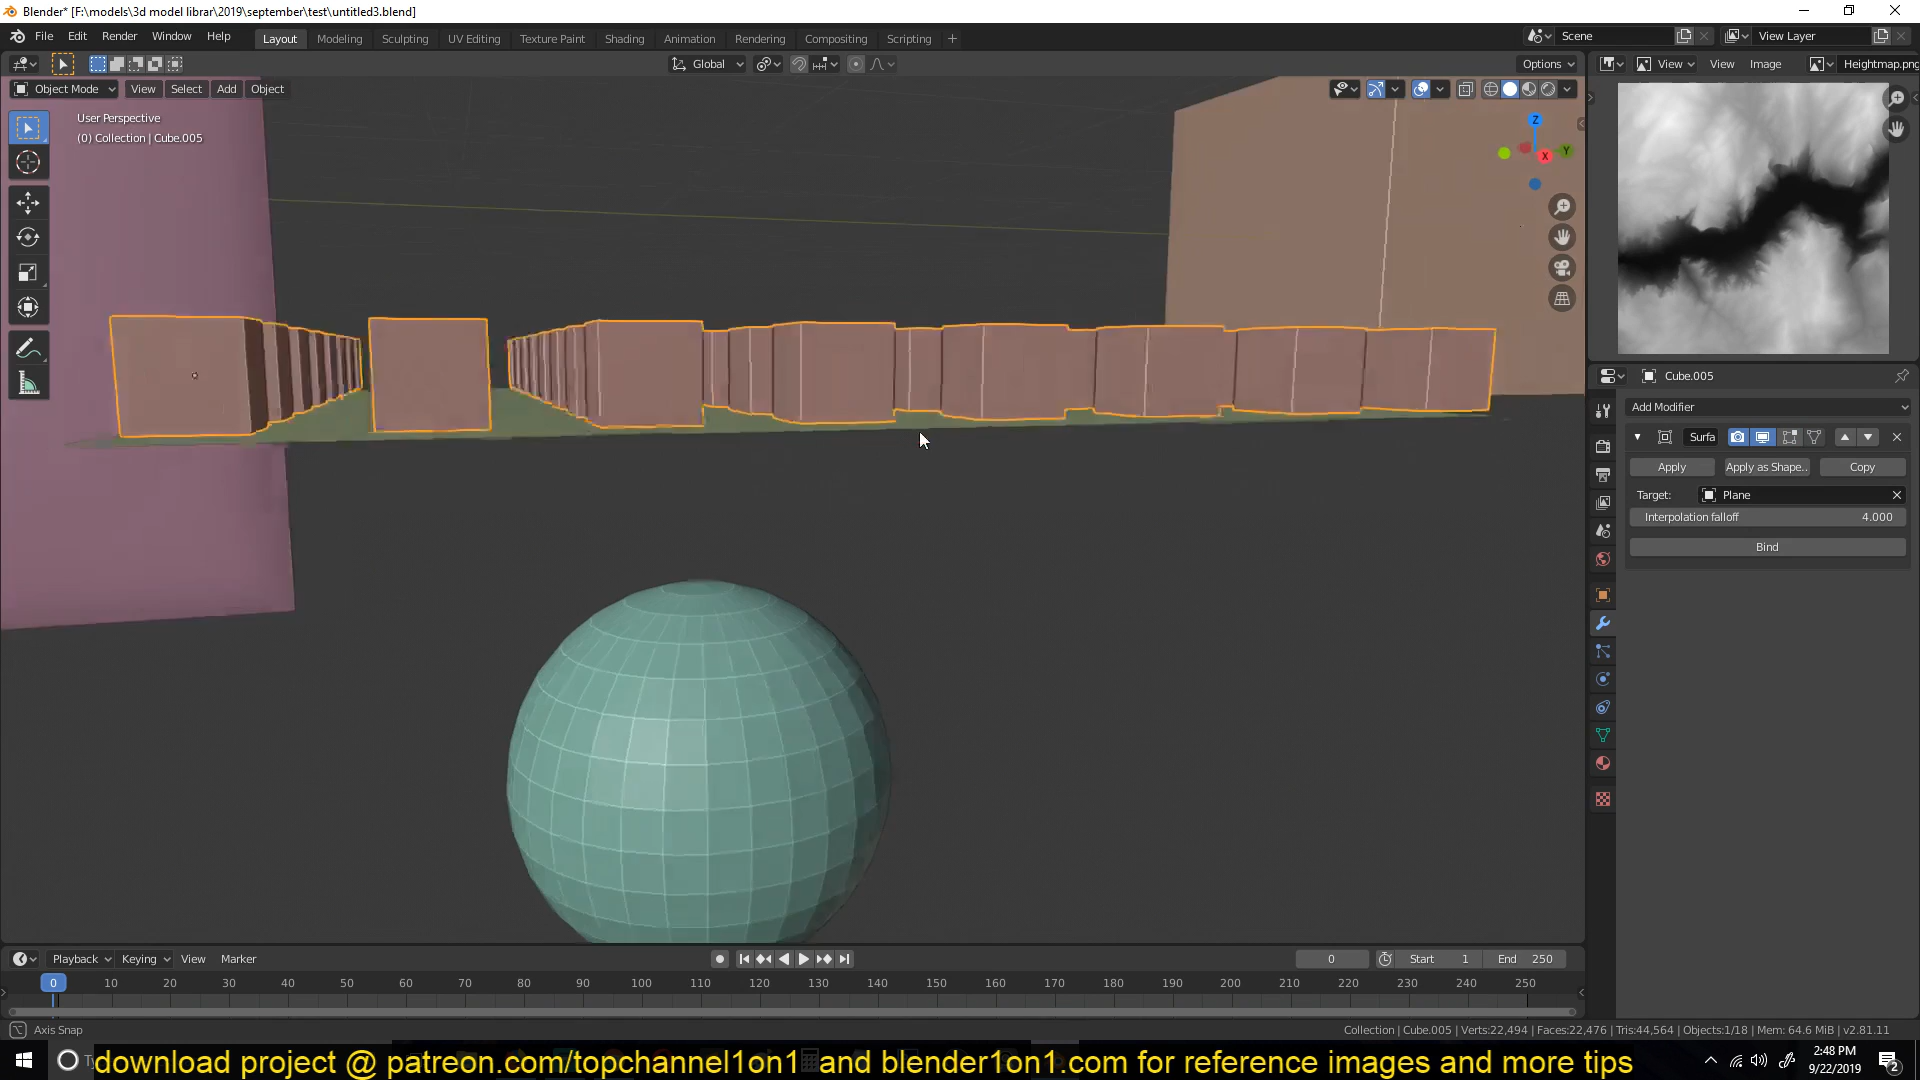 Blender* [F:\models\3d model librar\2019\september\test\untitled3.blend]
File Edit Render Window Help Layout Modeling Sculpting UV Editing Texture Paint Shading Animation Rendering Compositing Scripting + Scene View Layer
Global Options View View Image Heightmap.png
Object Mode View Select Add Object
User Perspective
(0) Collection | Cube.005
Z
X Y
Cube.005
Add Modifier
Surfa
Apply Apply as Shape.. Copy
Target: Plane
Interpolation falloff 4.000
Bind
Playback Keying View Marker 0 Start 1 End 250
0 10 20 30 40 50 60 70 80 90 100 110 120 130 140 150 160 170 180 190 200 210 220 230 240 250
Axis Snap Collection | Cube.005 | Verts:22,494 | Faces:22,476 | Tris:44,564 | Objects:1/18 | Mem: 64.6 MiB | v2.81.11
download project @ patreon.com/topchannel1on1 and blender1on1.com for reference images and more tips
2:48 PM
9/22/2019
2